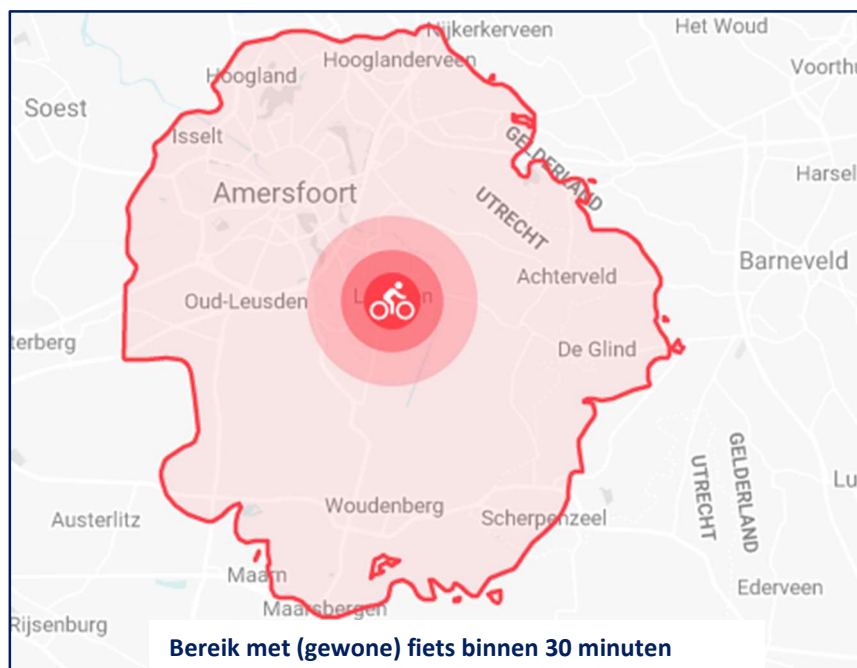 Nijkerkerveen
Het Woud
Hooglanderveen
Hoogland
Voorthu
Soest
Isselt
GELDERLAND
UTRECHT
Harsel
Amersfoort
Barneveld
Achterveld
Oud-Leusden
terberg
De Glind
GELDERLAND
UTRECHT
Lu
Woudenberg
Scherpenzeel
Austerlitz
Maarn
Ederveen
Maarsbergen
Rijsenburg
Bereik met (gewone) fiets binnen 30 minuten